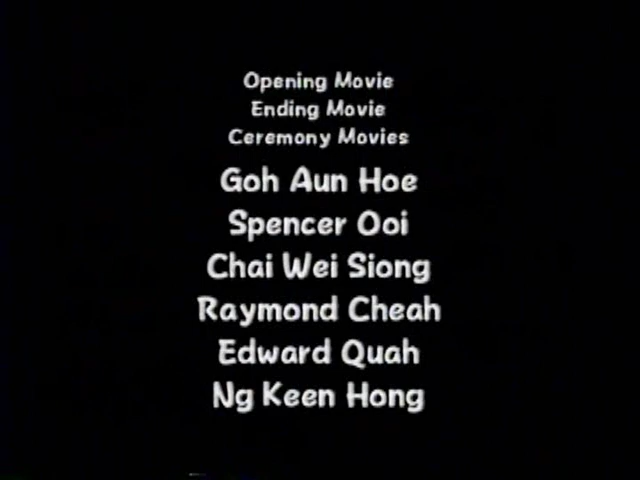 Opening Movie
Ending Movie
Ceremony Movies
Goh Aun Hoe
Spencer Ooi
Chai Wei Siong
Raymond Cheah
Edward Quah
Ng Keen Hong